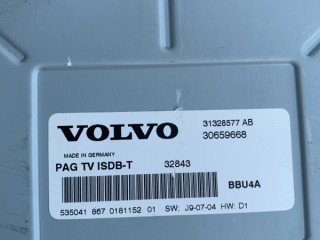 VOLVO
31328577 AB
30659668
MADE IN GERMANY
PAG TV ISDB-T 32843
BBU4A
535041 867 0181152 01 SW: J9-07-04 HW: D1